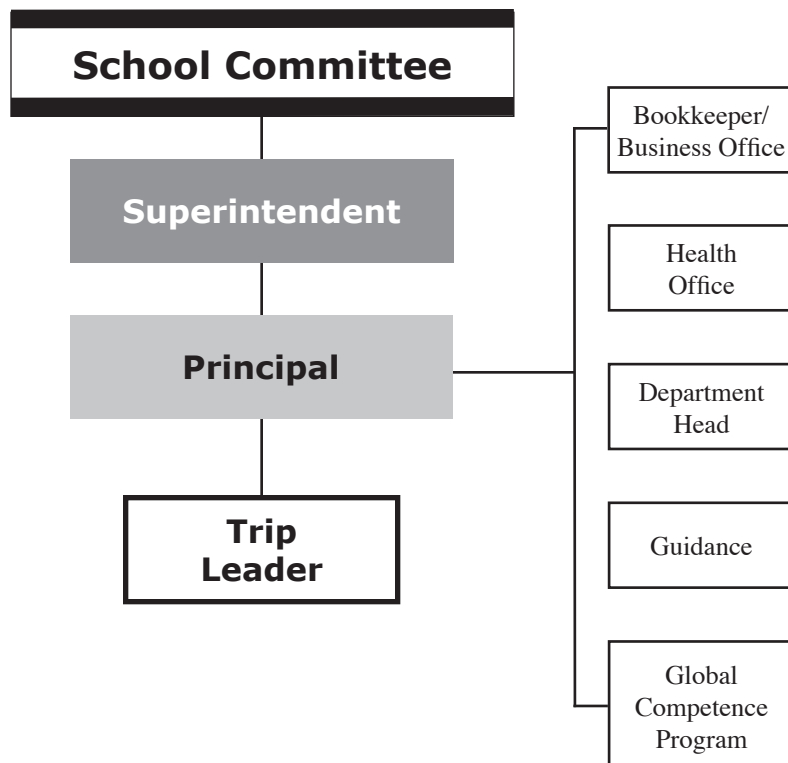 School Committee
Superintendent
Principal
Trip
Leader
Bookkeeper/
Business Office
Health
Office
Department
Head
Guidance
Global
Competence
Program